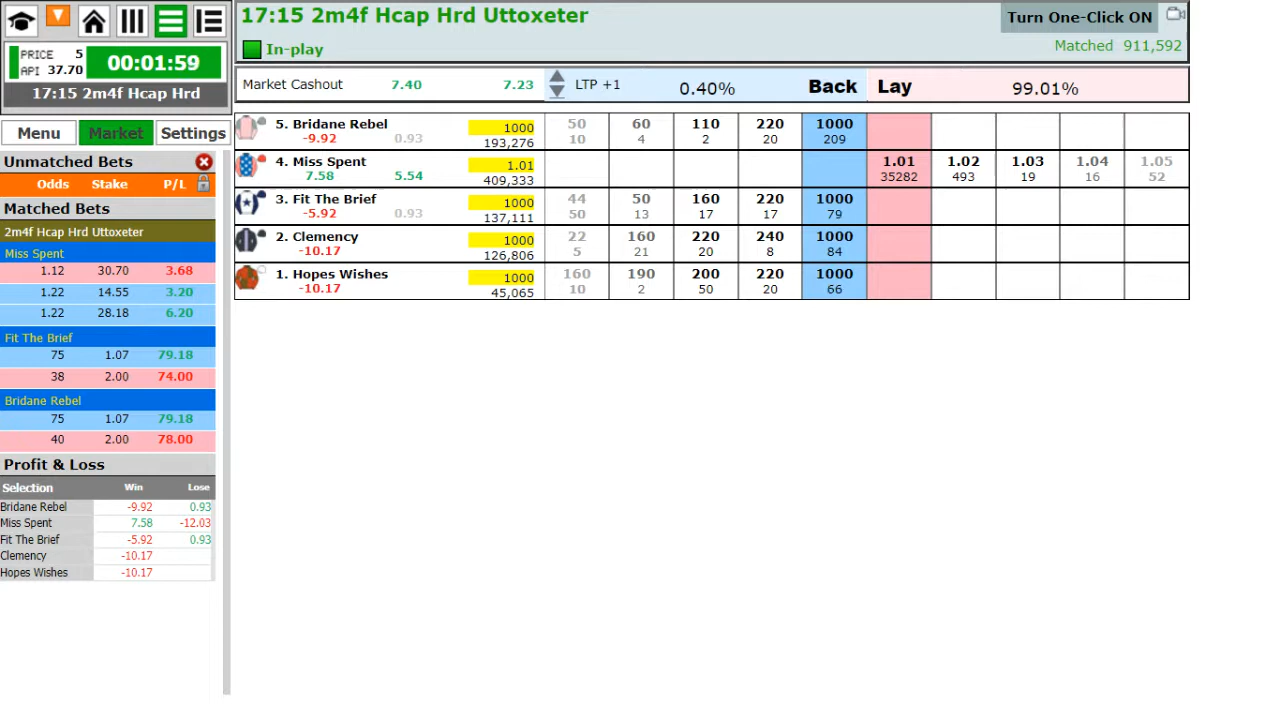 17:15 2m4f Hcap Hrd Uttoxeter
Turn One-Click ON
In-play
Matched 911,592
PRICE 5
API 37.70
00:01:59
17:15 2m4f Hcap Hrd
Market Cashout 7.40 7.23 LTP +1 0.40% Back Lay 99.01%
Menu Market Settings
5. Bridane Rebel 1000 50 60 110 220 1000
-9.92 0.93 193,276 10 4 2 20 209
4. Miss Spent 1.01 1.01 1.02 1.03 1.04 1.05
7.58 5.54 409,333 35282 493 19 16 52
3. Fit The Brief 1000 44 50 160 220 1000
-5.92 0.93 137,111 50 13 17 17 79
2. Clemency 1000 22 160 220 240 1000
-10.17 126,806 5 21 20 8 84
1. Hopes Wishes 1000 160 190 200 220 1000
-10.17 45,065 10 2 50 20 66
Unmatched Bets
Odds Stake P/L
Matched Bets
2m4f Hcap Hrd Uttoxeter
Miss Spent
1.12 30.70 3.68
1.22 14.55 3.20
1.22 28.18 6.20
Fit The Brief
75 1.07 79.18
38 2.00 74.00
Bridane Rebel
75 1.07 79.18
40 2.00 78.00
Profit & Loss
Selection Win Lose
Bridane Rebel -9.92 0.93
Miss Spent 7.58 -12.03
Fit The Brief -5.92 0.93
Clemency -10.17
Hopes Wishes -10.17